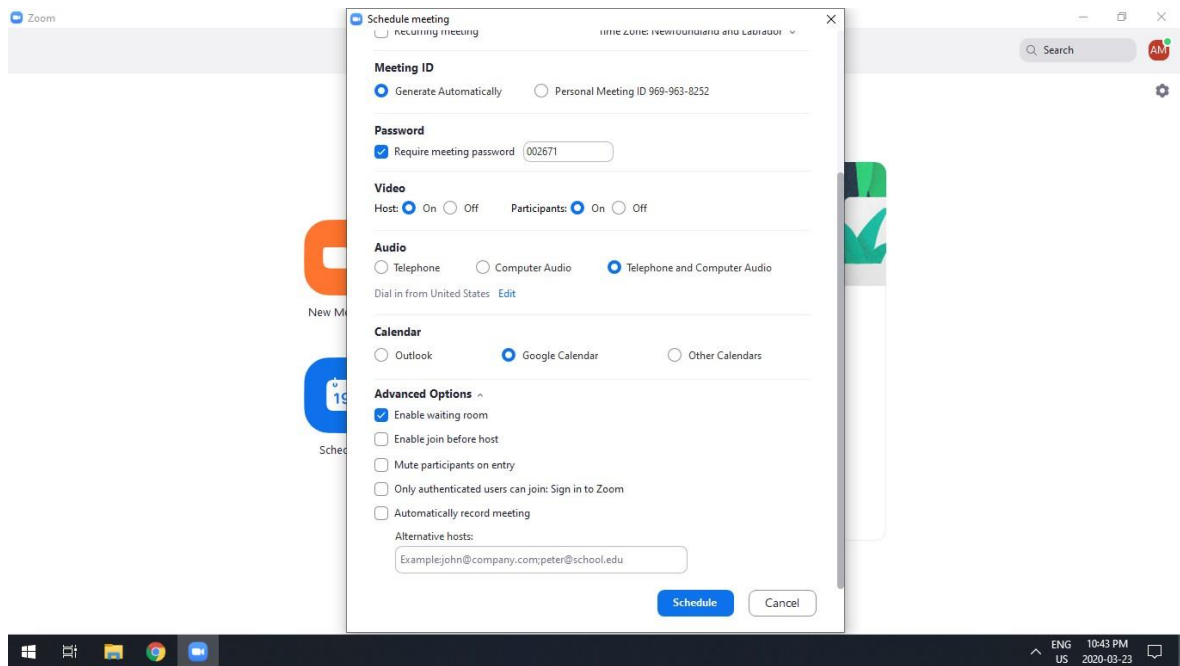 Zoom
Schedule meeting
Search
AM
Recurring meeting Time Zone: Newfoundland and Labrador
Meeting ID
Generate Automatically Personal Meeting ID 969-963-8252
Password
Require meeting password 002671
Video
Host: On Off Participants: On Off
Audio
Telephone Computer Audio Telephone and Computer Audio
Dial in from United States Edit
New M
Calendar
Outlook Google Calendar Other Calendars
Advanced Options
19
Enable waiting room
Enable join before host
Sched
Mute participants on entry
Only authenticated users can join: Sign in to Zoom
Automatically record meeting
Alternative hosts:
Example:john@company.com;peter@school.edu
Schedule Cancel
ENG 10:43 PM
US 2020-03-23